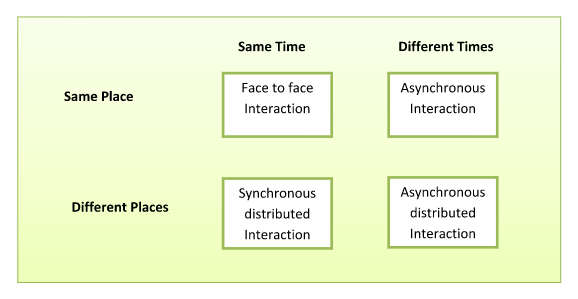 Same Time
Different Times
Same Place
Face to face
Interaction
Asynchronous
Interaction
Different Places
Synchronous
distributed
Interaction
Asynchronous
distributed
Interaction